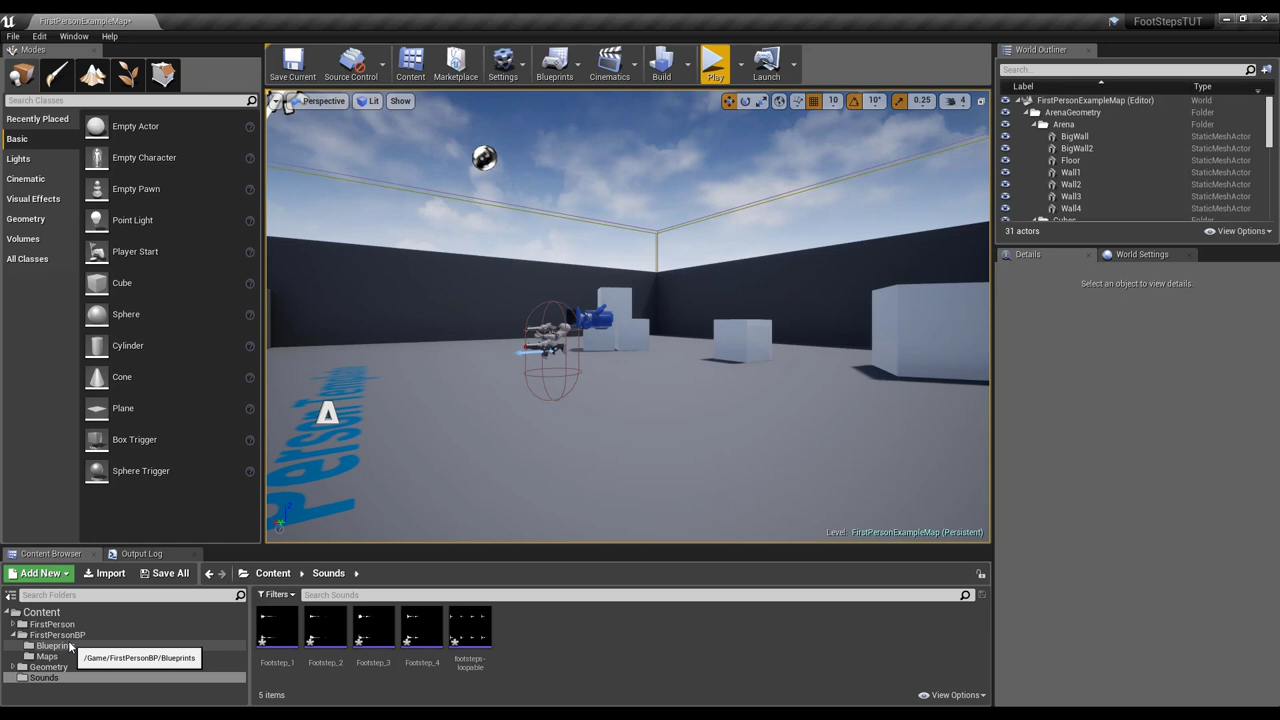 FirstPersonExampleMap*
FootStepsTUT
File Edit Window Help
Modes
Search Classes
Recently Placed
Basic
Lights
Cinematic
Visual Effects
Geometry
Volumes
All Classes
Empty Actor
Empty Character
Empty Pawn
Point Light
Player Start
Cube
Sphere
Cylinder
Cone
Plane
Box Trigger
Sphere Trigger
Save Current
Source Control
Content
Marketplace
Settings
Blueprints
Cinematics
Build
Play
Launch
Perspective
Lit
Show
10
10°
0.25
4
Level: FirstPersonExampleMap (Persistent)
World Outliner
Search...
Label Type
FirstPersonExampleMap (Editor) World
ArenaGeometry Folder
Arena Folder
BigWall StaticMeshActor
BigWall2 StaticMeshActor
Floor StaticMeshActor
Wall1 StaticMeshActor
Wall2 StaticMeshActor
Wall3 StaticMeshActor
Wall4 StaticMeshActor
31 actors
View Options
Details
World Settings
Select an object to view details.
Content Browser
Output Log
Add New
Import
Save All
Content
Sounds
Search Folders
Content
FirstPerson
FirstPersonBP
Blueprin
Maps
Geometry
Sounds
/Game/FirstPersonBP/Blueprints
Filters
Search Sounds
Footstep_1
Footstep_2
Footstep_3
Footstep_4
footsteps-
loopable
5 items
View Options